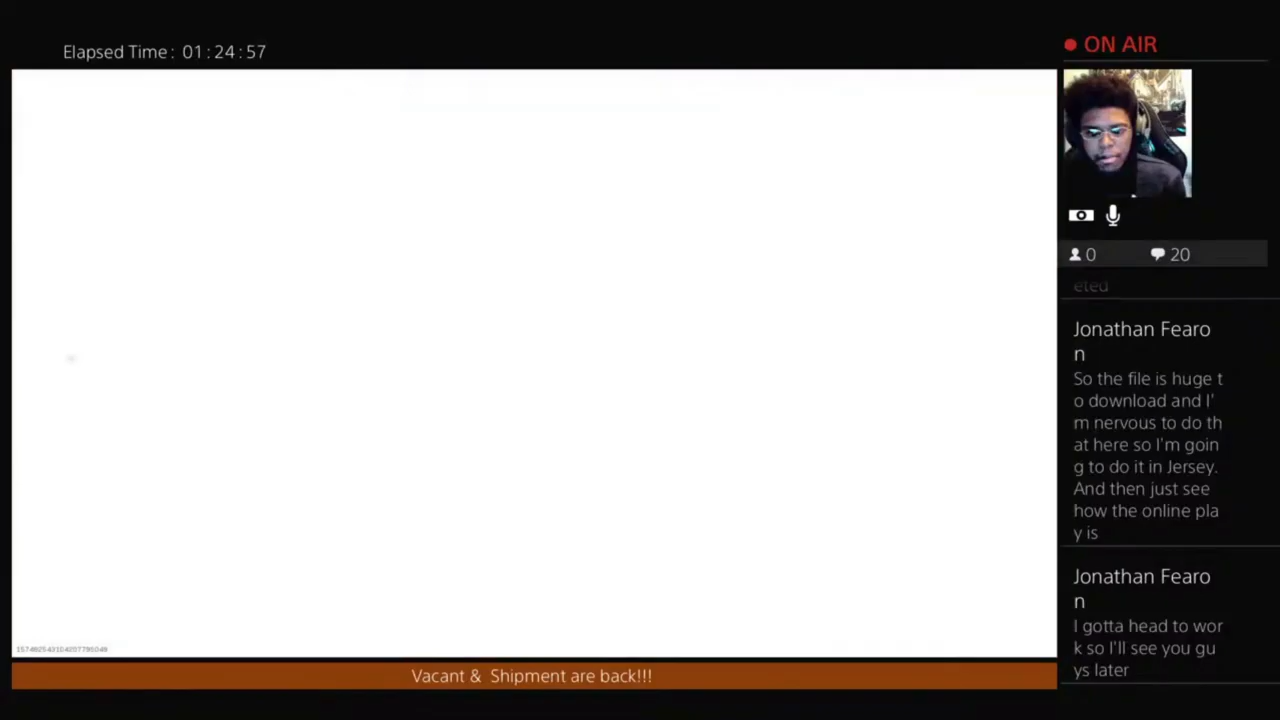 Elapsed Time: 01:24:57
ON AIR
0 20
eted
Jonathan Fearo
n
So the file is huge t
o download and I'
m nervous to do th
at here so I'm goin
g to do it in Jersey.
And then just see
how the online pla
y is
Jonathan Fearo
n
I gotta head to wor
k so I'll see you gu
ys later
Vacant & Shipment are back!!!